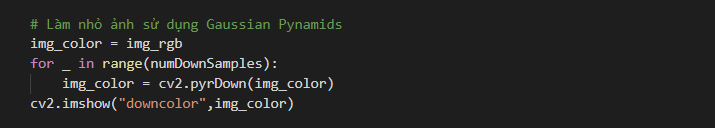 # Làm nhỏ ảnh sử dụng Gaussian Pynamids
img_color = img_rgb
for _ in range(numDownSamples):
    img_color = cv2.pyrDown(img_color)
cv2.imshow("downcolor",img_color)